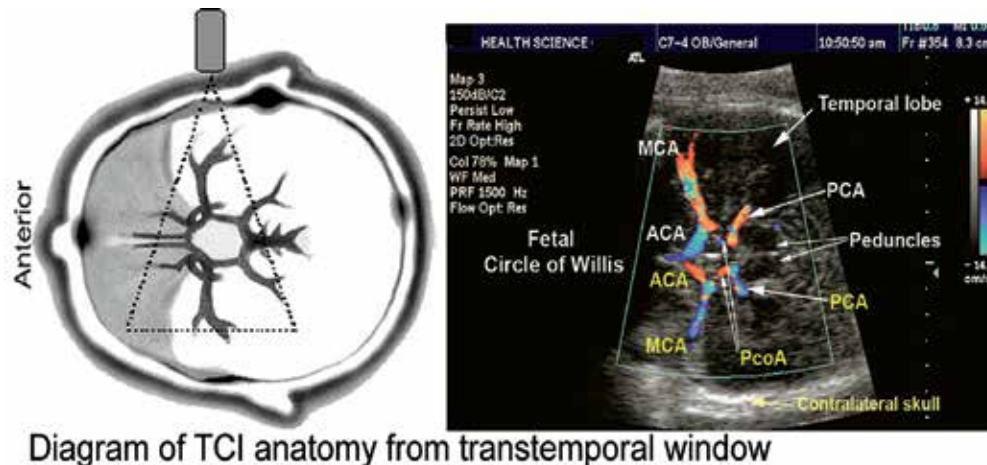 Anterior
HEALTH SCIENCE
C7-4 OB/General
10:50:50 am
Fr #354 8.3 cm
ATL
Map 3
150dB/C2
Persist Low
Fr Rate High
2D Opt:Res
Col 78% Map 1
WF Med
PRF 1500 Hz
Flow Opt: Res
Temporal lobe
MCA
PCA
ACA
Peduncles
Fetal
Circle of Willis
ACA
PCA
MCA
PcoA
Contralateral skull
cm/s
Diagram of TCI anatomy from transtemporal window